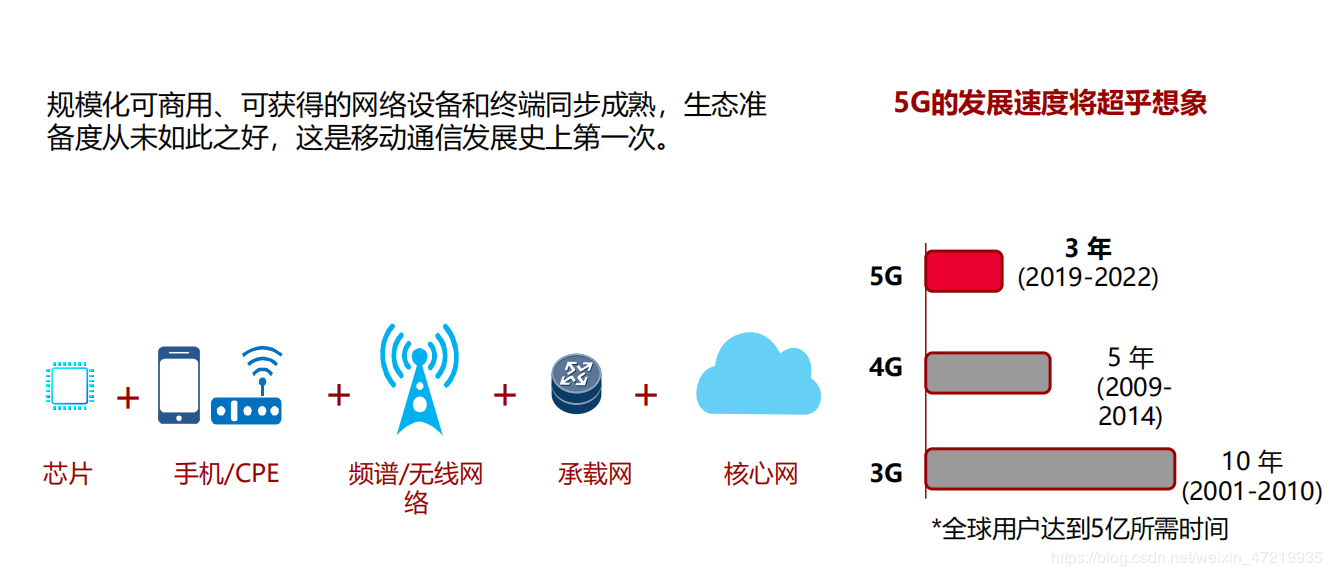 规模化可商用、可获得的网络设备和终端同步成熟，生态准
备度从未如此之好，这是移动通信发展史上第一次。
芯片
+
手机/CPE
+
频谱/无线网
络
+
承载网
+
核心网
5G的发展速度将超乎想象
5G
3 年
(2019-2022)
4G
5 年
(2009-
2014)
3G
10 年
(2001-2010)
*全球用户达到5亿所需时间
https://blog.csdn.net/weixin_47219935